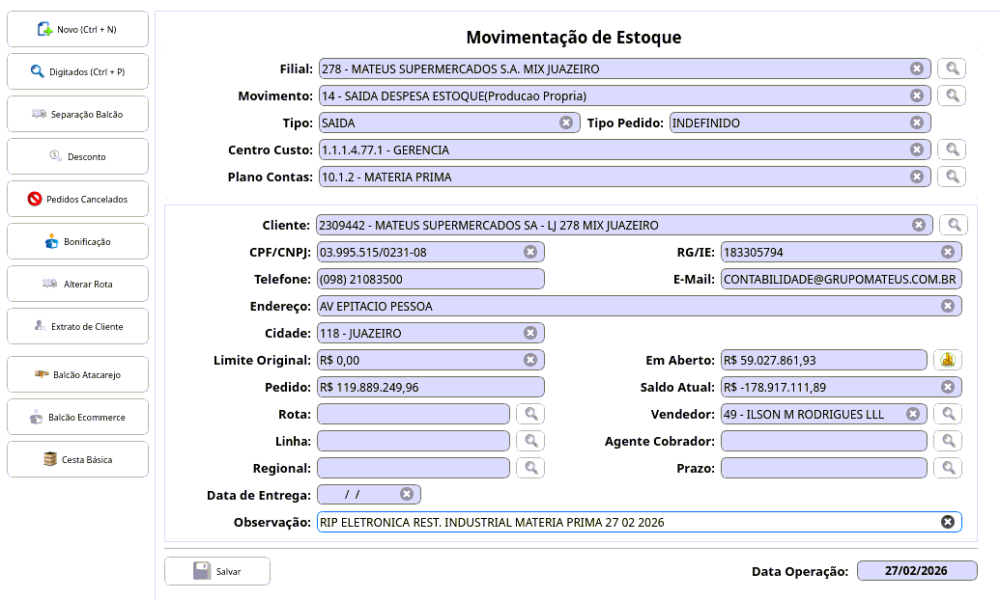 Novo (Ctrl + N)
Digitados (Ctrl + P)
Separação Balcão
Desconto
Pedidos Cancelados
Bonificação
Alterar Rota
Extrato de Cliente
Balcão Atacarejo
Balcão Ecommerce
Cesta Básica
Movimentação de Estoque
Filial: 278 - MATEUS SUPERMERCADOS S.A. MIX JUAZEIRO
Movimento: 14 - SAIDA DESPESA ESTOQUE(Producao Propria)
Tipo: SAIDA Tipo Pedido: INDEFINIDO
Centro Custo: 1.1.1.4.77.1 - GERENCIA
Plano Contas: 10.1.2 - MATERIA PRIMA
Cliente: 2309442 - MATEUS SUPERMERCADOS SA - LJ 278 MIX JUAZEIRO
CPF/CNPJ: 03.995.515/0231-08 RG/IE: 183305794
Telefone: (098) 21083500 E-Mail: CONTABILIDADE@GRUPOMATEUS.COM.BR
Endereço: AV EPITACIO PESSOA
Cidade: 118 - JUAZEIRO
Limite Original: R$ 0,00 Em Aberto: R$ 59.027.861,93
Pedido: R$ 119.889.249,96 Saldo Atual: R$ -178.917.111,89
Rota: Vendedor: 49 - ILSON M RODRIGUES LLL
Linha: Agente Cobrador:
Regional: Prazo:
Data de Entrega: / /
Observação: RIP ELETRONICA REST. INDUSTRIAL MATERIA PRIMA 27 02 2026
Salvar Data Operação: 27/02/2026